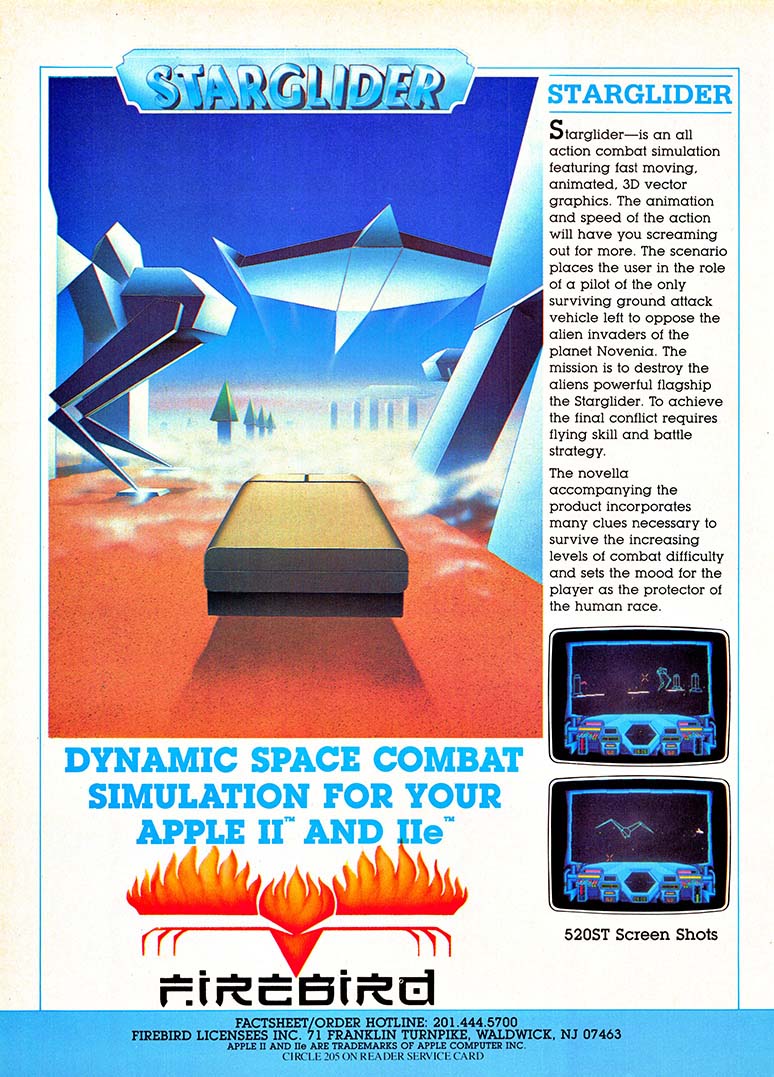 STARGLIDER
STARGLIDER
Starglider—is an all
action combat simulation
featuring fast moving,
animated, 3D vector
graphics. The animation
and speed of the action
will have you screaming
out for more. The scenario
places the user in the role
of a pilot of the only
surviving ground attack
vehicle left to oppose the
alien invaders of the
planet Novenia. The
mission is to destroy the
aliens powerful flagship
the Starglider. To achieve
the final conflict requires
flying skill and battle
strategy.
The novella
accompanying the
product incorporates
many clues necessary to
survive the increasing
levels of combat difficulty
and sets the mood for the
player as the protector of
the human race.
520ST Screen Shots
DYNAMIC SPACE COMBAT
SIMULATION FOR YOUR
APPLE II™ AND IIe™
FIREBIRD
FACTSHEET/ORDER HOTLINE: 201.444.5700
FIREBIRD LICENSEES INC. 71 FRANKLIN TURNPIKE, WALDWICK, NJ 07463
APPLE II AND IIe ARE TRADEMARKS OF APPLE COMPUTER INC.
CIRCLE 205 ON READER SERVICE CARD